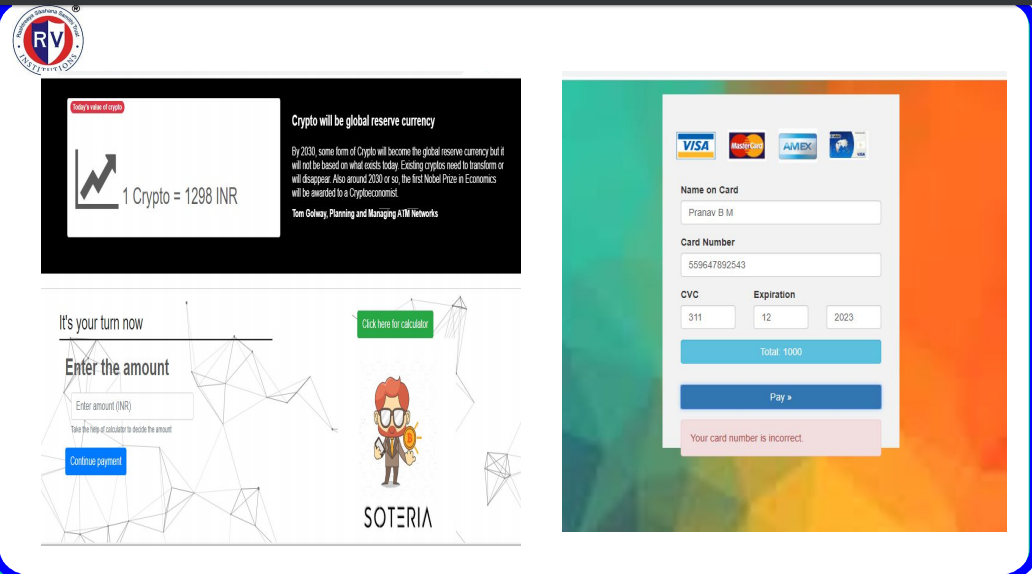 Rashtreeya Sikshana Samithi Trust
®
RV
INSTITUTIONS
Today's value of crypto
1 Crypto = 1298 INR
Crypto will be global reserve currency
By 2030, some form of Crypto will become the global reserve currency but it
will not be based on what exists today. Existing cryptos need to transform or
will disappear. Also around 2030 or so, the first Nobel Prize in Economics
will be awarded to a Cryptoeconomist.
Tom Golway, Planning and Managing ATM Networks
It's your turn now
Click here for calculator
Enter the amount
Enter amount (INR)
Take the help of calculator to decide the amount
Continue payment
SOTERIA
VISA
MasterCard
AMEX
VISA
Name on Card
Pranav B M
Card Number
559647892543
CVC
Expiration
311
12
2023
Total: 1000
Pay »
Your card number is incorrect.